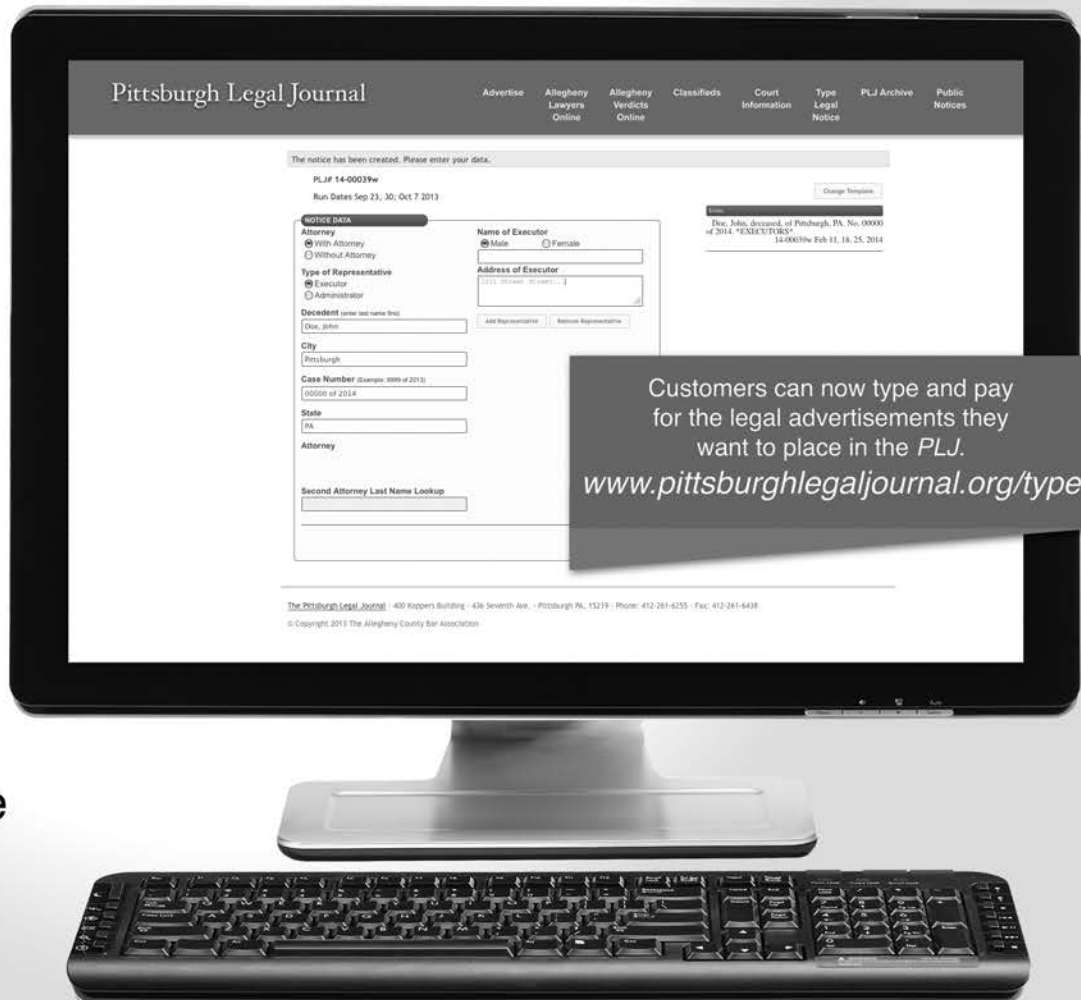 Pittsburgh Legal Journal
Advertise
Allegheny
Lawyers
Online
Allegheny
Verdicts
Online
Classifieds
Court
Information
Type
Legal
Notice
PLJ Archive
Public
Notices
The notice has been created. Please enter your data.
PLJ# 14-00039w
Run Dates Sep 23, 30; Oct 7 2013
Change Template
NOTICE DATA
Attorney
With Attorney
Without Attorney
Type of Representative
Executor
Administrator
Decedent (enter last name first)
Doe, John
City
Pittsburgh
Case Number (Example: 9999 of 2013)
00000 of 2014
State
PA
Attorney
Second Attorney Last Name Lookup
Name of Executor
Male Female
Address of Executor
1111 Street Street..
Add Representative Remove Representative
Doe, John, deceased, of Pittsburgh, PA. No. 00000
of 2014. *EXECUTORS*.
14-00039w Feb 11, 18, 25, 2014
Customers can now type and pay
for the legal advertisements they
want to place in the PLJ.
www.pittsburghlegaljournal.org/type
The Pittsburgh Legal Journal - 400 Koppers Building - 436 Seventh Ave. - Pittsburgh PA, 15219 - Phone: 412-261-6255 - Fax: 412-261-6438
© Copyright 2013 The Allegheny County Bar Association
e